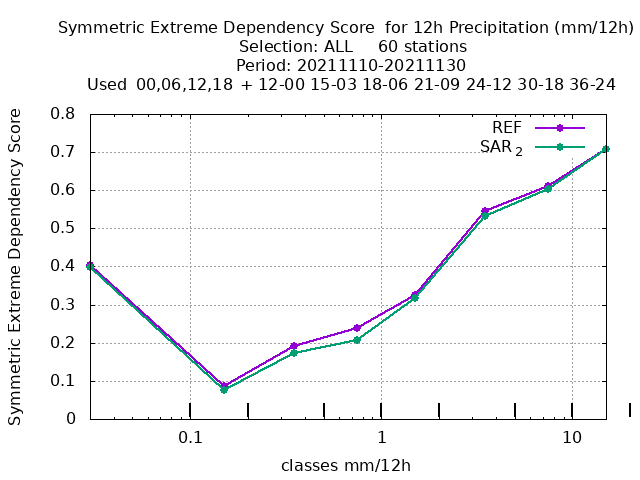 Symmetric Extreme Dependency Score  for 12h Precipitation (mm/12h)
Selection: ALL     60 stations
Period: 20211110-20211130
Used  00,06,12,18  + 12-00 15-03 18-06 21-09 24-12 30-18 36-24
Symmetric Extreme Dependency Score
0.8
0.7
0.6
0.5
0.4
0.3
0.2
0.1
0
REF
SAR 2
0.1
1
10
classes mm/12h